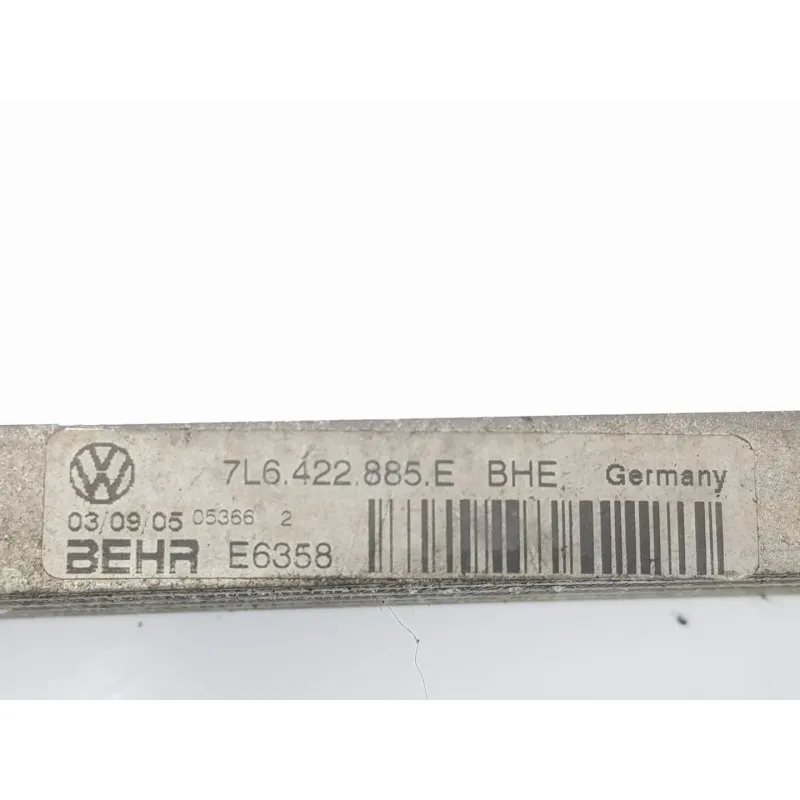 7L6.422.885.E BHE Germany
03/09/05 05366 2
BEHR E6358